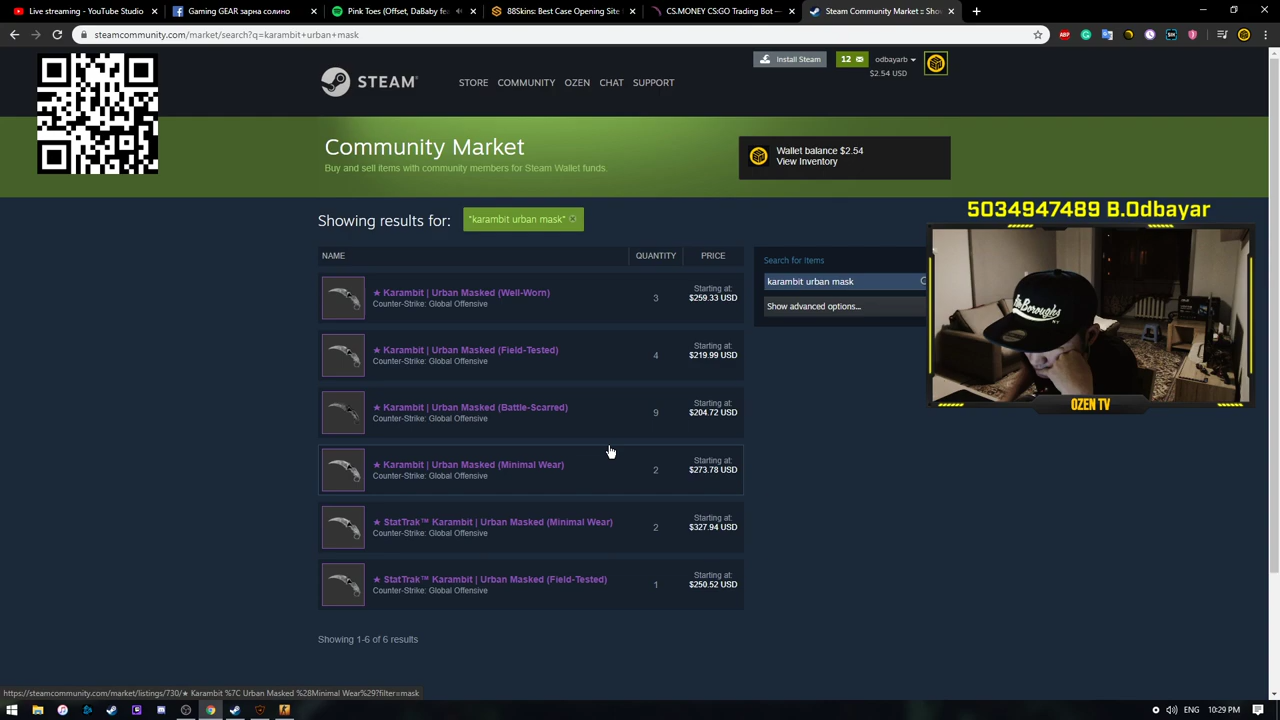 Live streaming - YouTube Studio
Kaгaming GEAR зарна солилцо
Pink Toes (Offset, DaBaby fea
88Skins: Best Case Opening Site
CS.MONEY CS:GO Trading Bot —
Steam Community Market :: Sho
steamcommunity.com/market/search?q=karambit+urban+mask
Install Steam
12
odbayarb
$2.54 USD
STEAM
STORE COMMUNITY OZEN CHAT SUPPORT
Community Market
Buy and sell items with community members for Steam Wallet funds.
Wallet balance $2.54
View Inventory
Showing results for:
"karambit urban mask"
5034947489 B.Odbayar
NAME QUANTITY PRICE
Search for Items
karambit urban mask
Show advanced options...
★ Karambit | Urban Masked (Well-Worn)
Counter-Strike: Global Offensive
3
Starting at:
$259.33 USD
★ Karambit | Urban Masked (Field-Tested)
Counter-Strike: Global Offensive
4
Starting at:
$219.99 USD
★ Karambit | Urban Masked (Battle-Scarred)
Counter-Strike: Global Offensive
9
Starting at:
$204.72 USD
★ Karambit | Urban Masked (Minimal Wear)
Counter-Strike: Global Offensive
2
Starting at:
$273.78 USD
★ StatTrak™ Karambit | Urban Masked (Minimal Wear)
Counter-Strike: Global Offensive
2
Starting at:
$327.94 USD
★ StatTrak™ Karambit | Urban Masked (Field-Tested)
Counter-Strike: Global Offensive
1
Starting at:
$250.52 USD
Showing 1-6 of 6 results
The Boroughs
NY
OZEN TV
https://steamcommunity.com/market/listings/730/★ Karambit %7C Urban Masked %28Minimal Wear%29?filter=mask
ENG 10:29 PM